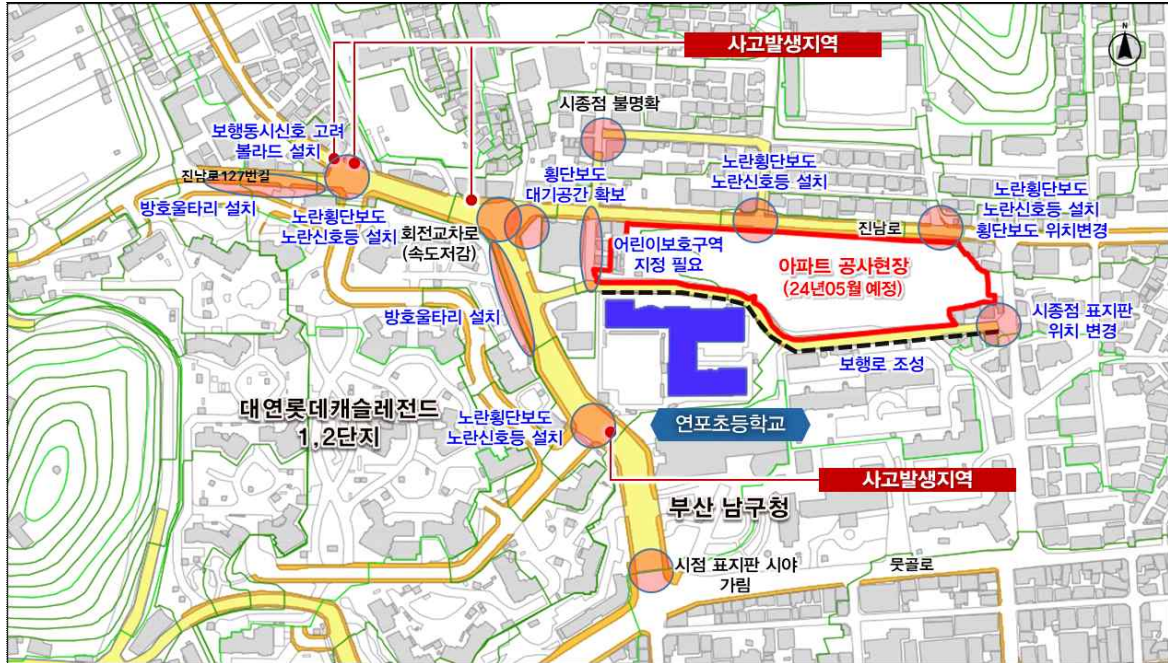 N
사고발생지역
시종점 불명확
보행동시신호 고려
볼라드 설치
진남로127번길
방호울타리 설치
노란횡단보도
노란신호등 설치
횡단보도
대기공간 확보
회전교차로
(속도저감)
노란횡단보도
노란신호등 설치
노란횡단보도
노란신호등 설치
횡단보도 위치변경
진남로
어린이보호구역
지정 필요
아파트 공사현장
(24년05월 예정)
방호울타리 설치
시종점 표지판
위치 변경
보행로 조성
대연롯데캐슬레전드
1,2단지
노란횡단보도
노란신호등 설치
연포초등학교
사고발생지역
부산 남구청
시점 표지판 시야
가림
뭇골로